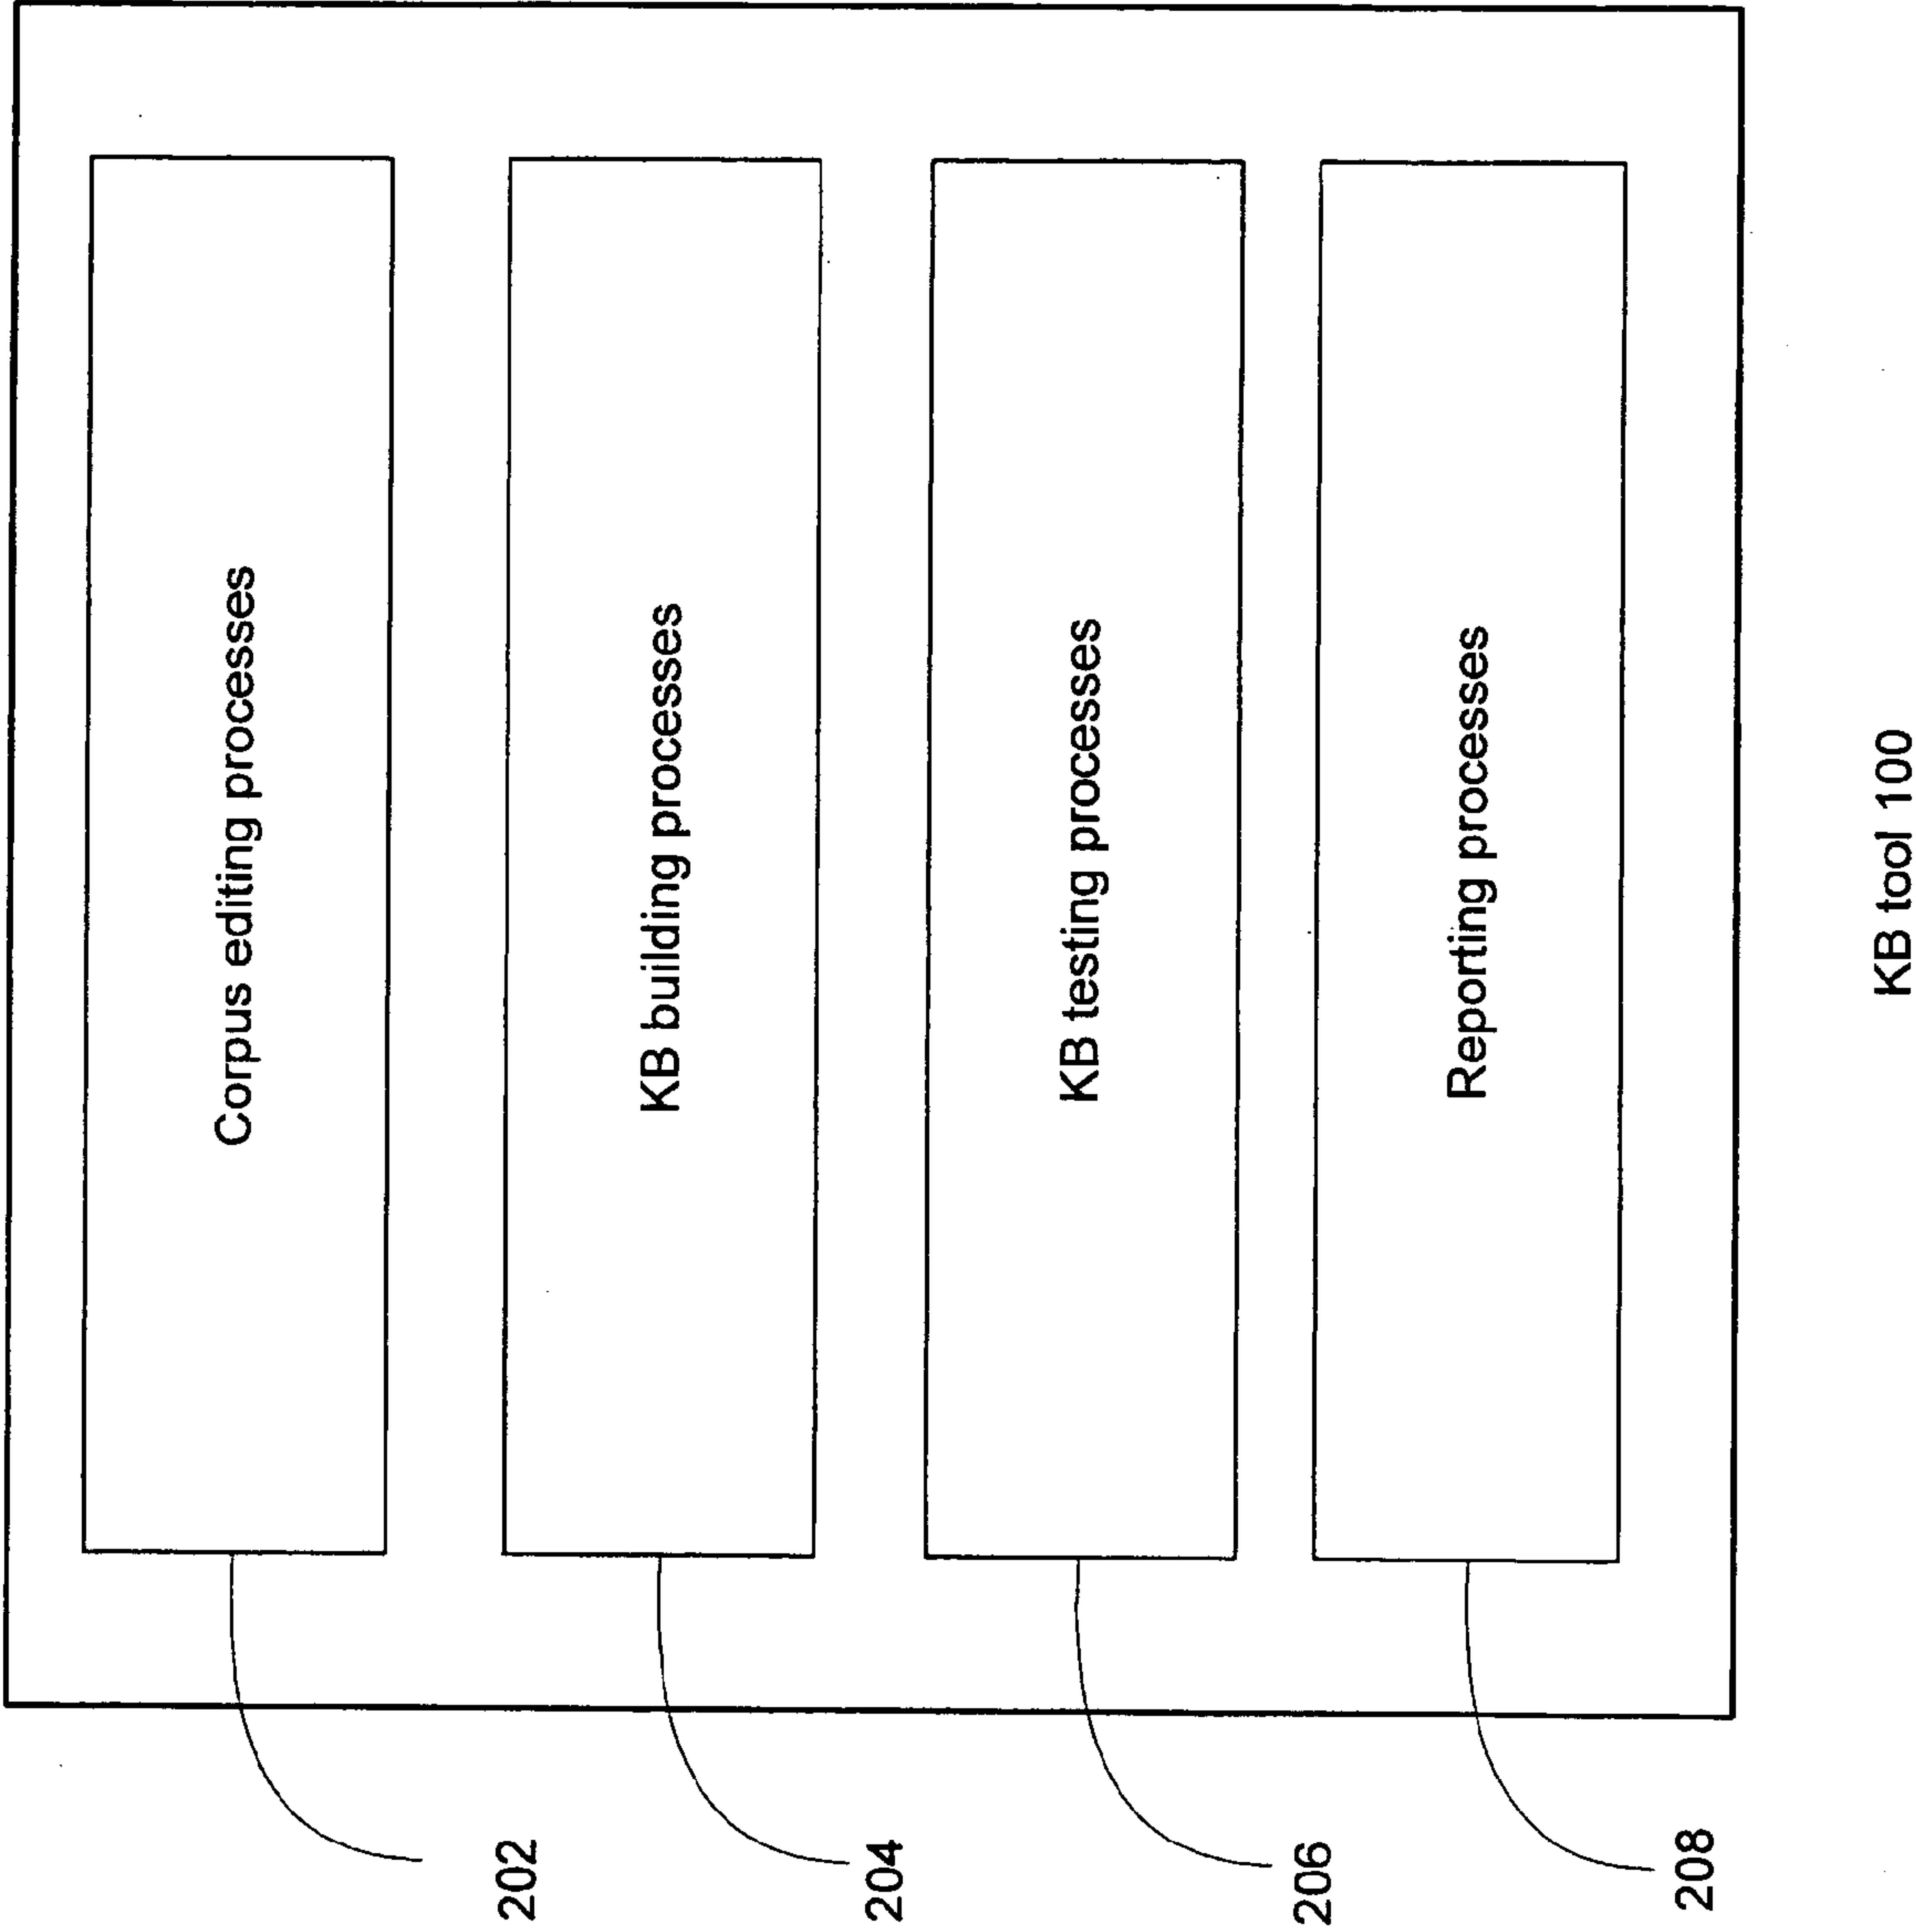 Corpus editing processes
202
KB building processes
204
KB testing processes
206
Reporting processes
208
KB tool 100